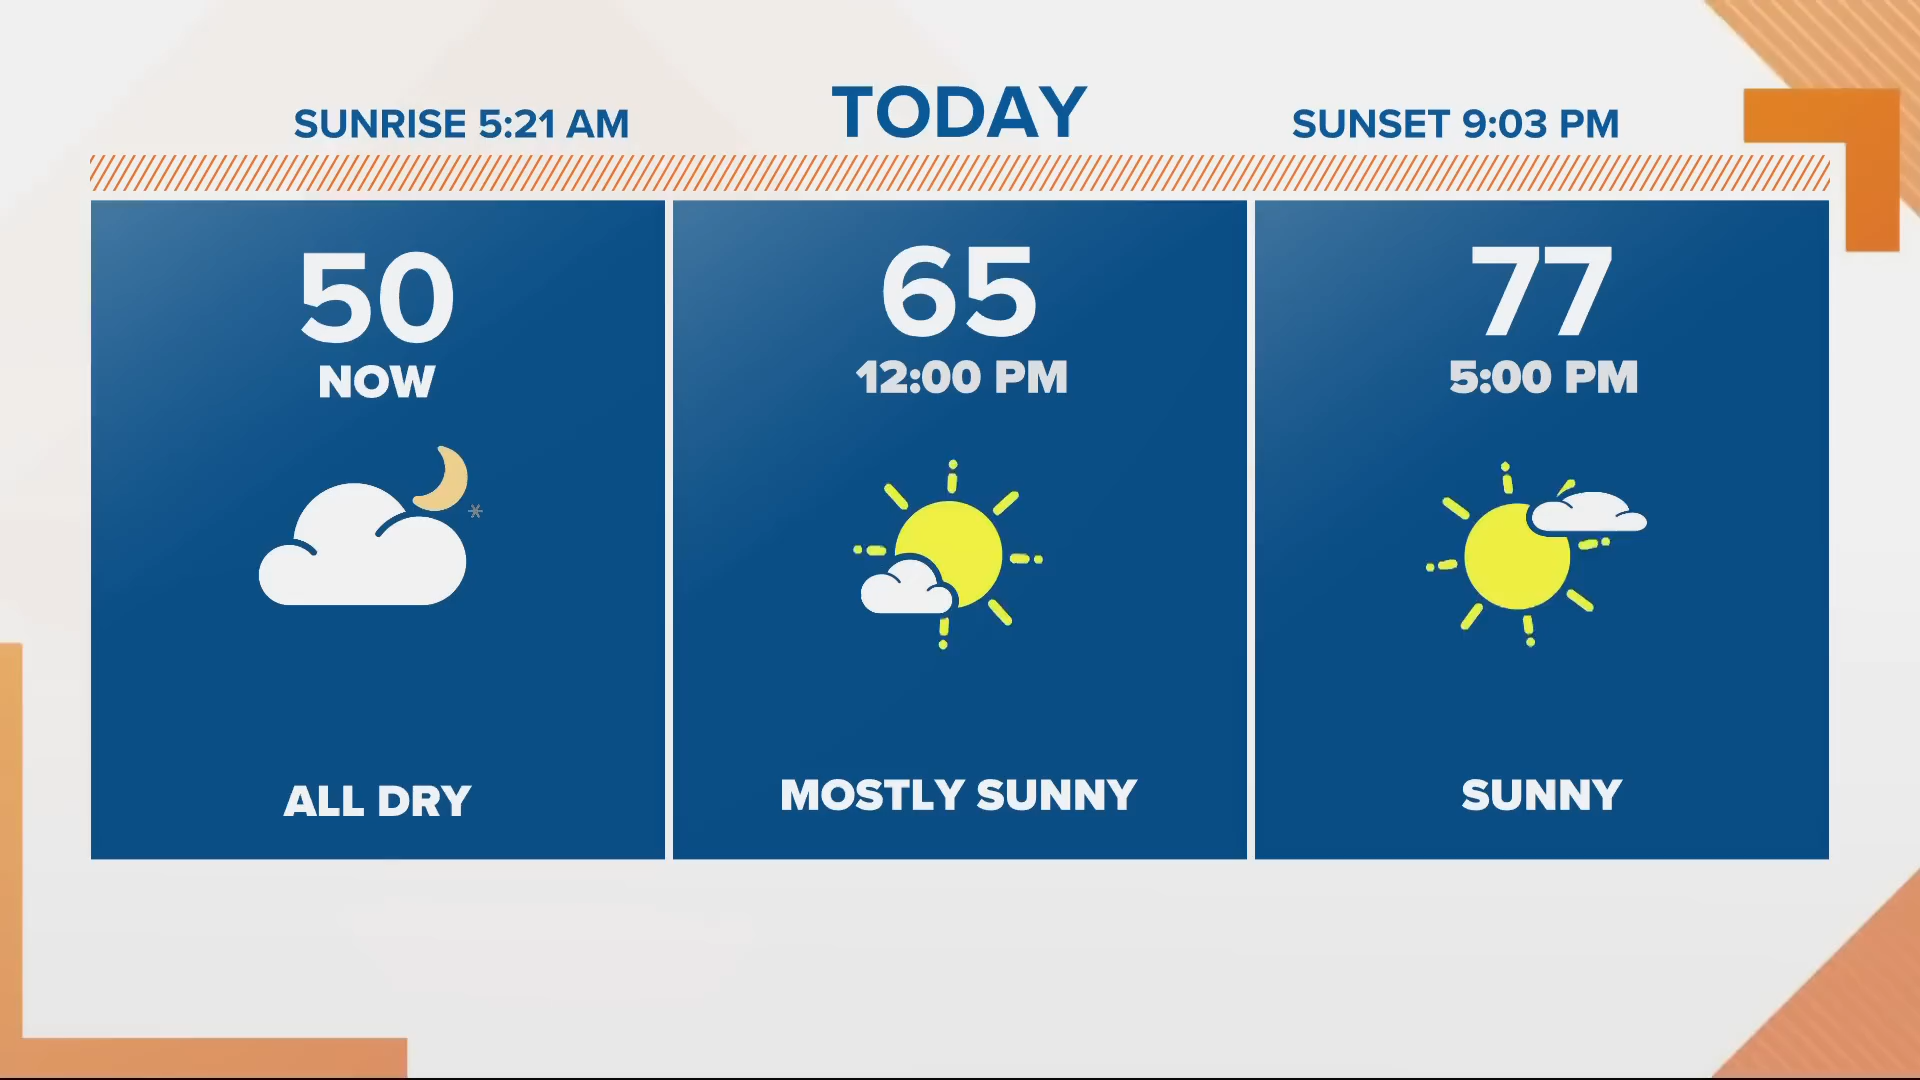 SUNRISE 5:21 AM
TODAY
SUNSET 9:03 PM
50
NOW
ALL DRY
65
12:00 PM
MOSTLY SUNNY
77
5:00 PM
SUNNY